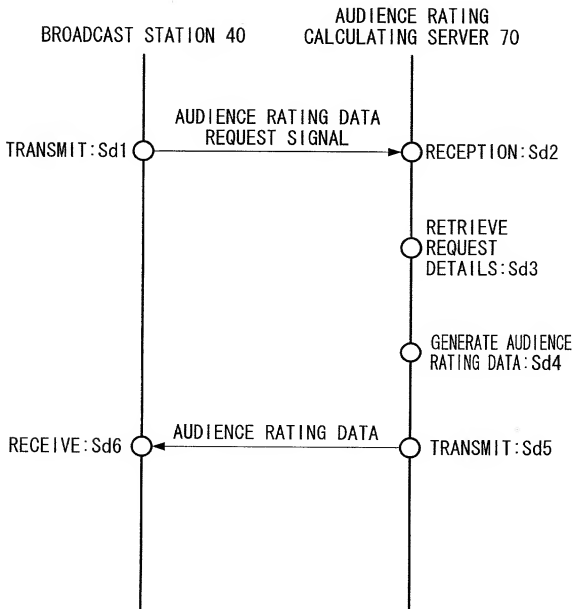 BROADCAST STATION 40
AUDIENCE RATING
CALCULATING SERVER 70
AUDIENCE RATING DATA
REQUEST SIGNAL
TRANSMIT:Sd1
RECEPTION:Sd2
RETRIEVE
REQUEST
DETAILS:Sd3
GENERATE AUDIENCE
RATING DATA:Sd4
RECEIVE:Sd6
AUDIENCE RATING DATA
TRANSMIT:Sd5